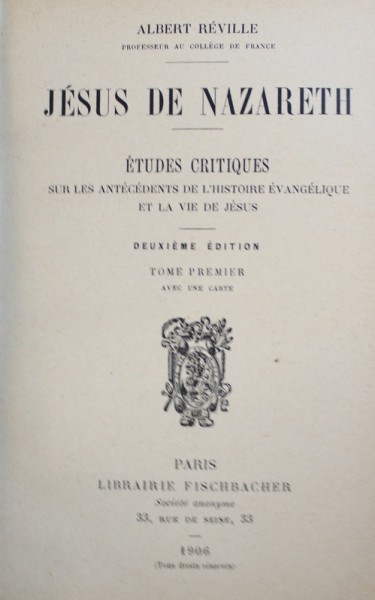 ALBERT RÉVILLE
PROFESSEUR AU COLLÈGE DE FRANCE
JÉSUS DE NAZARETH
ÉTUDES CRITIQUES
SUR LES ANTÉCÉDENTS DE L'HISTOIRE ÉVANGÉLIQUE
ET LA VIE DE JÉSUS
DEUXIÈME ÉDITION
TOME PREMIER
AVEC UNE CARTE
PARIS
LIBRAIRIE FISCHBACHER
Société anonyme
33, RUE DE SEINE, 33
1906
(Tous droits réservés)